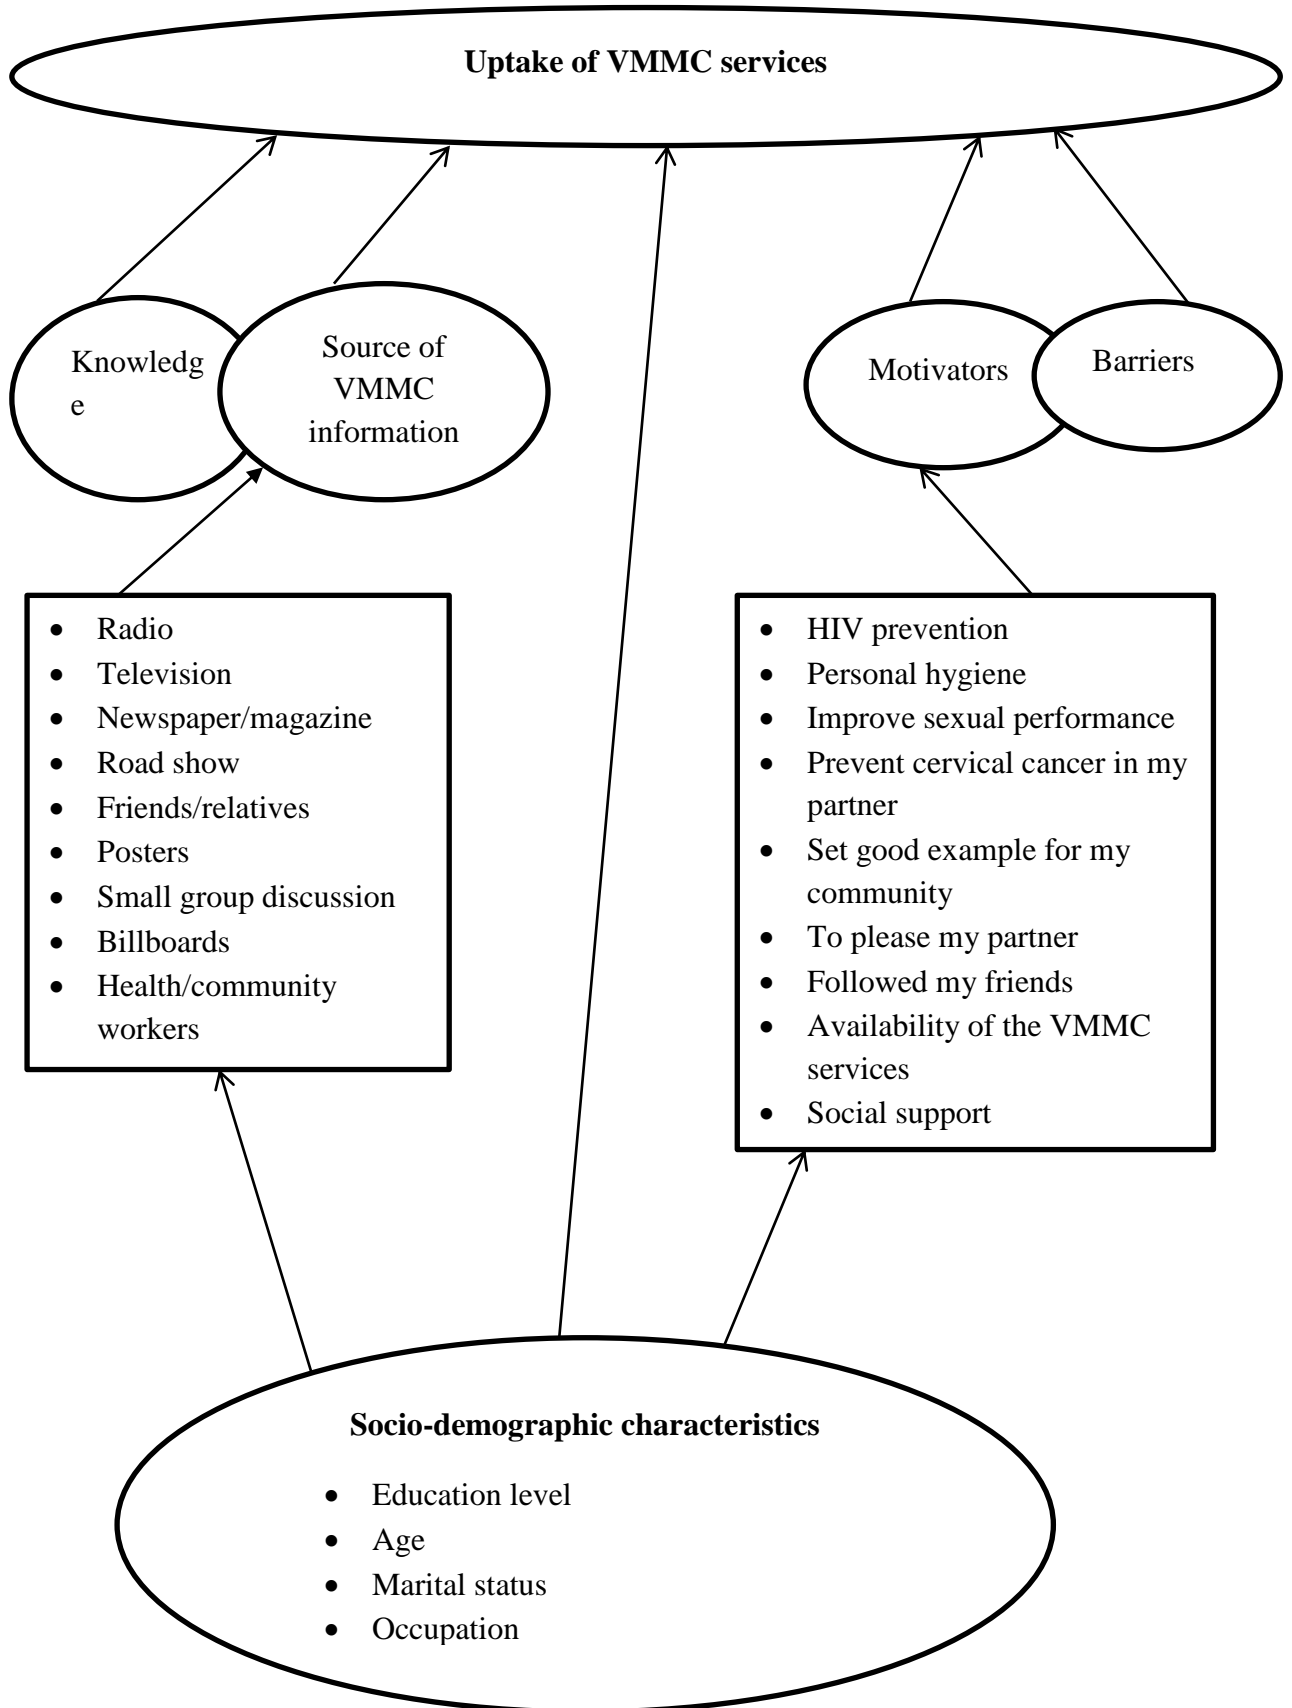 Uptake of VMMC services
Knowledg
e
Source of
VMMC
information
Motivators
Barriers
• Radio
• Television
• Newspaper/magazine
• Road show
• Friends/relatives
• Posters
• Small group discussion
• Billboards
• Health/community
workers
• HIV prevention
• Personal hygiene
• Improve sexual performance
• Prevent cervical cancer in my
partner
• Set good example for my
community
• To please my partner
• Followed my friends
• Availability of the VMMC
services
• Social support
Socio-demographic characteristics
• Education level
• Age
• Marital status
• Occupation